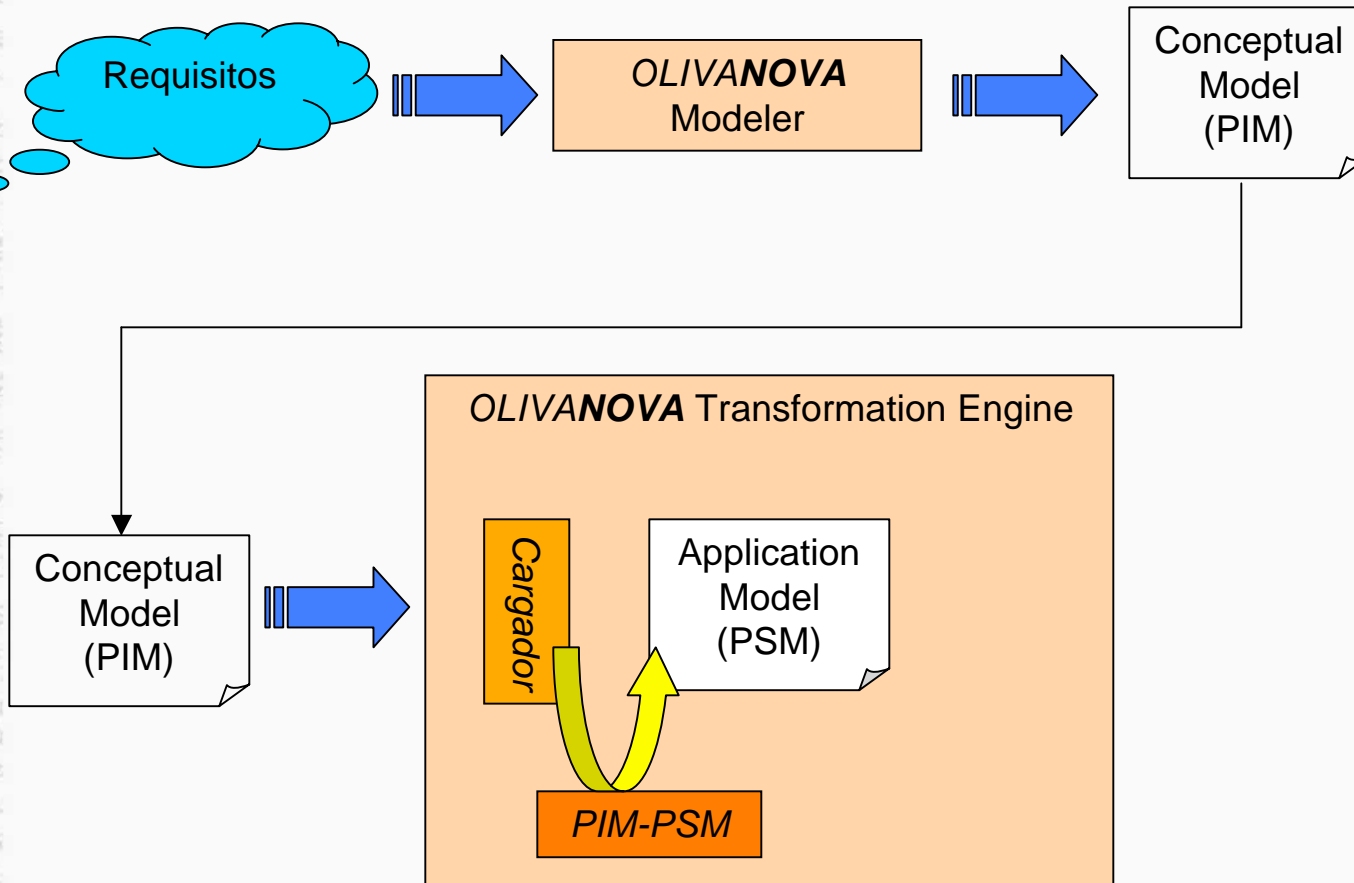 Requisitos
OLIVANOVA
Modeler
Conceptual
Model
(PIM)
OLIVANOVA Transformation Engine
Conceptual
Model
(PIM)
Cargador
Application
Model
(PSM)
PIM-PSM